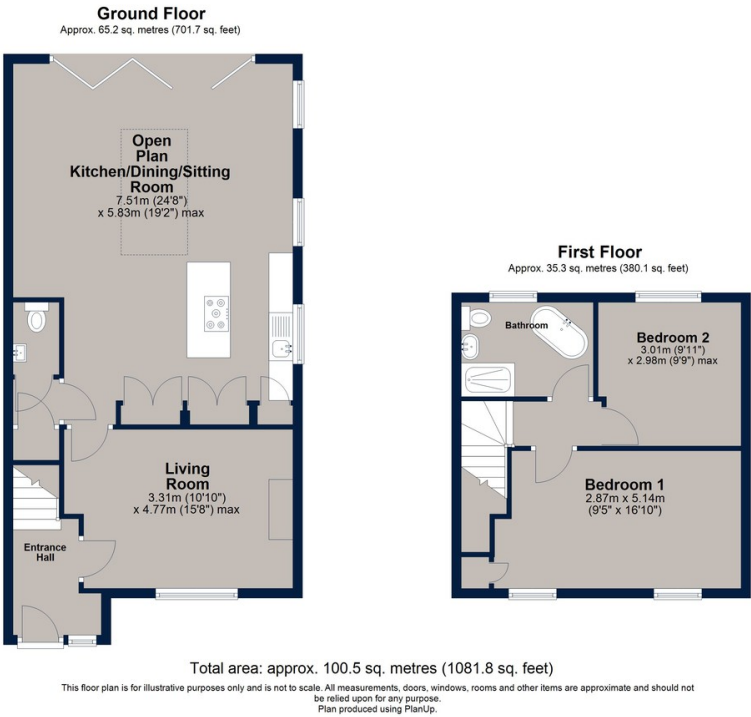 Ground Floor
Approx. 65.2 sq. metres (701.7 sq. feet)
Open
Plan
Kitchen/Dining/Sitting
Room
7.51m (24'8")
x 5.83m (19'2") max
Living
Room
3.31m (10'10")
x 4.77m (15'8") max
Entrance
Hall
First Floor
Approx. 35.3 sq. metres (380.1 sq. feet)
Bathroom
Bedroom 2
3.01m (9'11")
x 2.98m (9'9") max
Bedroom 1
2.87m x 5.14m
(9'5" x 16'10")
Total area: approx. 100.5 sq. metres (1081.8 sq. feet)
This floor plan is for illustrative purposes only and is not to scale. All measurements, doors, windows, rooms and other items are approximate and should not
be relied upon for any purpose.
Plan produced using PlanUp.